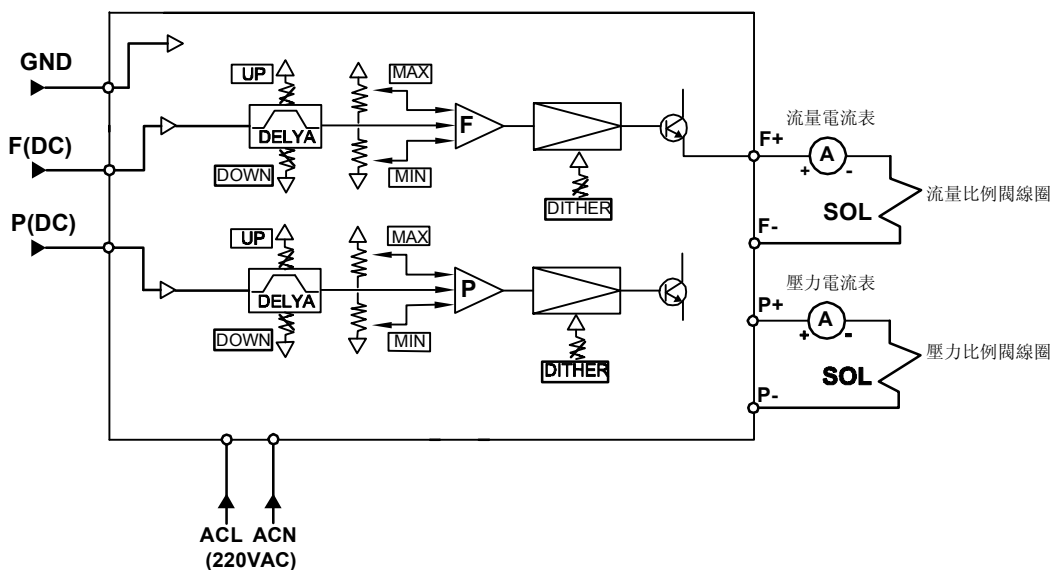 GND
F(DC)
P(DC)
UP
DELYA
DOWN
MAX
MIN
F
DITHER
UP
DELYA
DOWN
MAX
MIN
P
DITHER
F+
流量電流表
A
+ -
SOL
流量比例閥線圈
F-
P+
壓力電流表
A
+ -
SOL
壓力比例閥線圈
P-
ACL ACN
(220VAC)